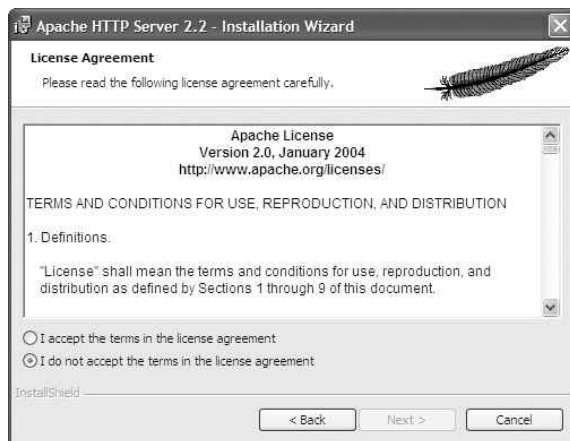 Apache HTTP Server 2.2 - Installation Wizard
License Agreement
Please read the following license agreement carefully.
Apache License
Version 2.0, January 2004
http://www.apache.org/licenses/
TERMS AND CONDITIONS FOR USE, REPRODUCTION, AND DISTRIBUTION
1. Definitions.
"License" shall mean the terms and conditions for use, reproduction, and
distribution as defined by Sections 1 through 9 of this document.
I accept the terms in the license agreement
I do not accept the terms in the license agreement
InstallShield
< Back
Next >
Cancel